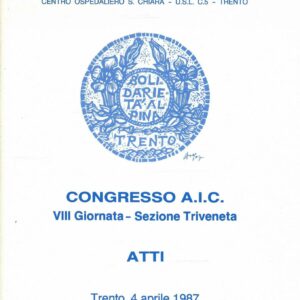 CENTRO OSPEDALIERO S. CHIARA - U.S.L. C.5 - TRENTO
SOLI
DARIE
TA' AL
PINA
TRENTO
CONGRESSO A.I.C.
VIII Giornata - Sezione Triveneta
ATTI
Trento, 4 aprile 1987